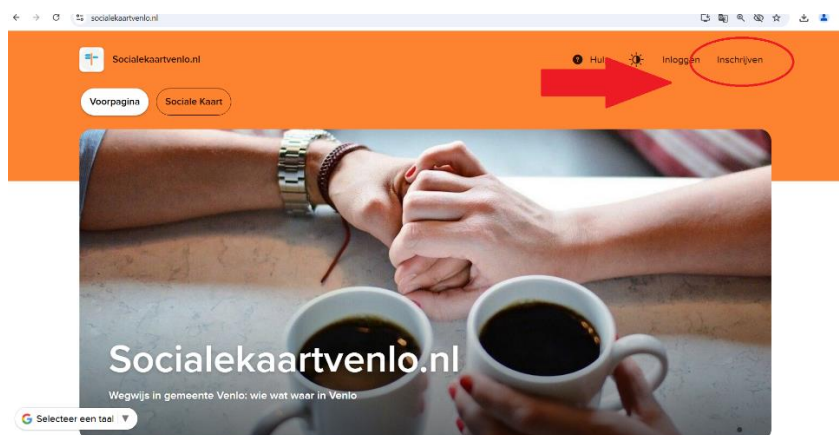 socialekaartvenlo.nl
Socialekaartvenlo.nl
Hul
Inloggen
Inschrijven
Voorpagina
Sociale Kaart
Socialekaartvenlo.nl
Wegwijs in gemeente Venlo: wie wat waar in Venlo
G Selecteer een taal ▼